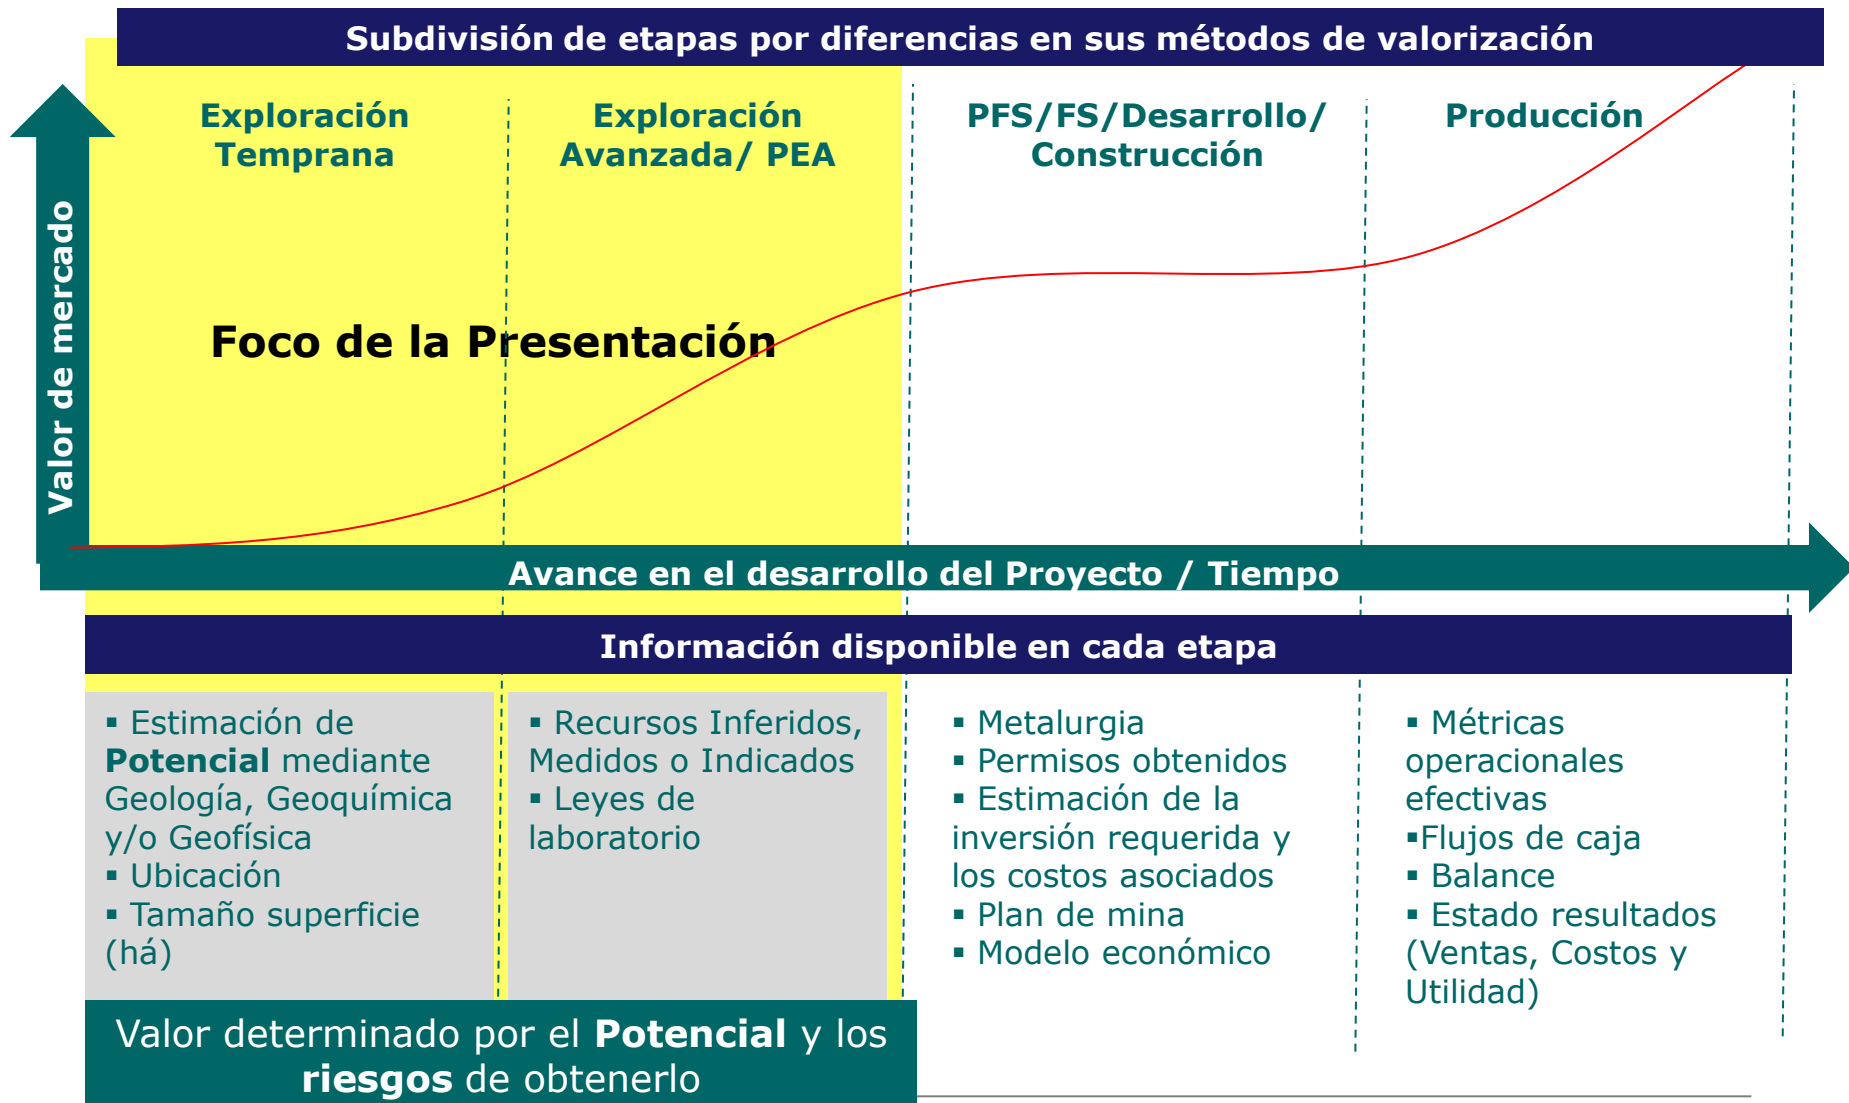 Subdivisión de etapas por diferencias en sus métodos de valorización
Exploración
Temprana
Exploración
Avanzada/ PEA
PFS/FS/Desarrollo/
Construcción
Producción
Valor de mercado
Foco de la Presentación
Avance en el desarrollo del Proyecto / Tiempo
Información disponible en cada etapa
▪ Estimación de
Potencial mediante
Geología, Geoquímica
y/o Geofísica
▪ Ubicación
▪ Tamaño superficie
(há)
▪ Recursos Inferidos,
Medidos o Indicados
▪ Leyes de
laboratorio
▪ Metalurgia
▪ Permisos obtenidos
▪ Estimación de la
inversión requerida y
los costos asociados
▪ Plan de mina
▪ Modelo económico
▪ Métricas
operacionales
efectivas
▪Flujos de caja
▪ Balance
▪ Estado resultados
(Ventas, Costos y
Utilidad)
Valor determinado por el Potencial y los
riesgos de obtenerlo